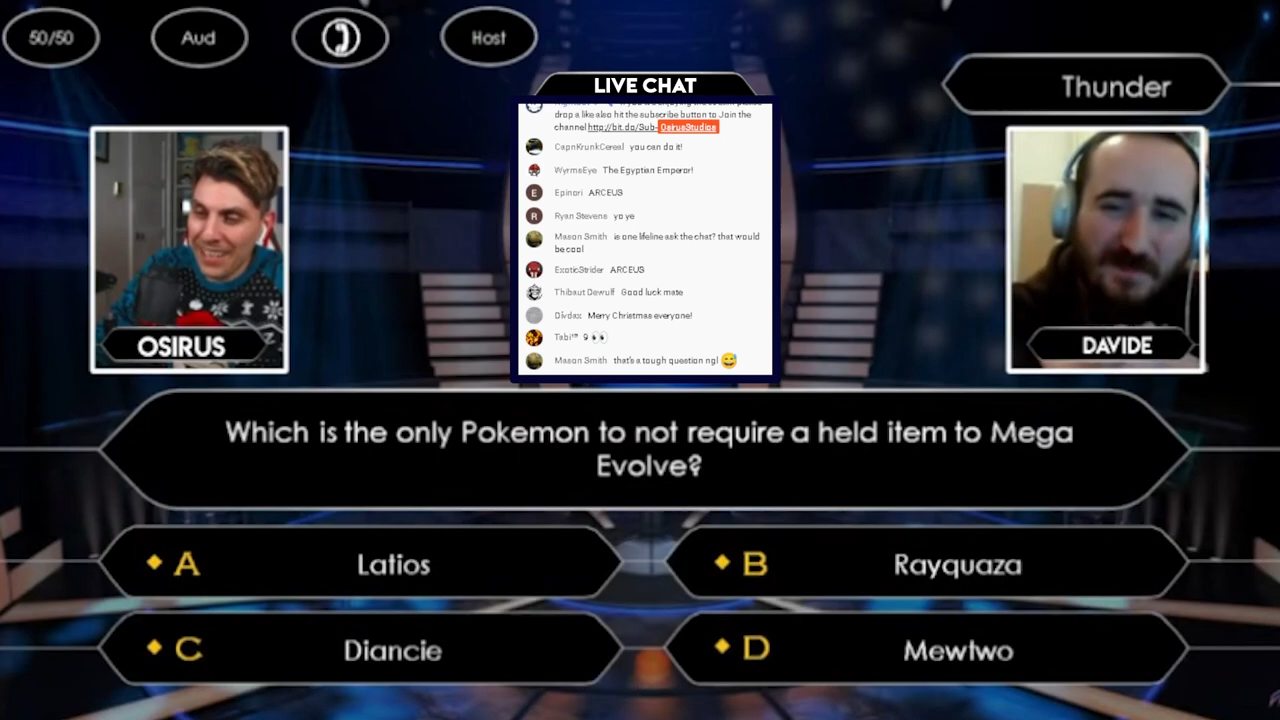 50/50
Aud
Host
Thunder
LIVE CHAT
drop a like also hit the subscribe button to Join the
channel http://bit.do/Sub-OsirusStudios
CapnKrunkCereal you can do it!
WyrmsEye The Egyptian Emperor!
E Epinori ARCEUS
R Ryan Stevens ya ye
Mason Smith is one lifeline ask the chat? that would
be cool
ExoticStrider ARCEUS
Thibaut Dewulf Good luck mate
Divdax Merry Christmas everyone!
Tabi™ 9 👀
Mason Smith that's a tough question ngl 😅
OSIRUS
DAVIDE
Which is the only Pokemon to not require a held item to Mega
Evolve?
A Latios
B Rayquaza
C Diancie
D Mewtwo